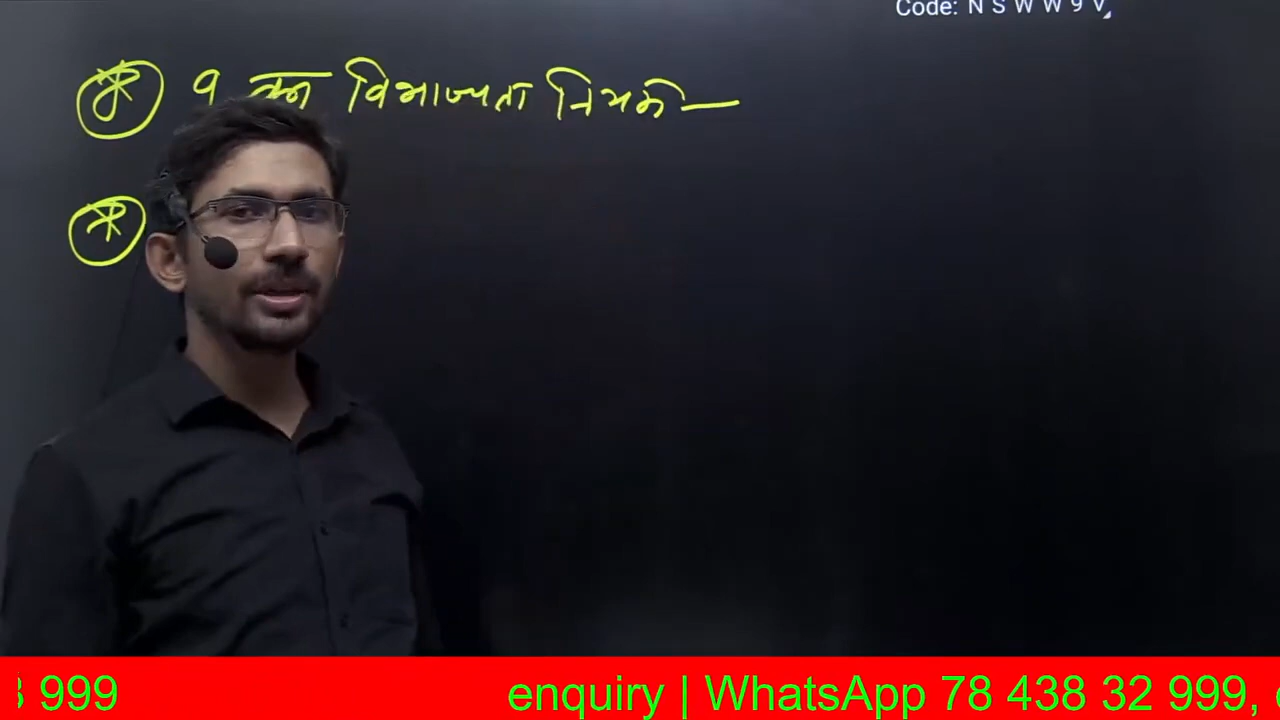 Code: N S W W 9 V
9 का विभाज्यता नियम —
3 999 enquiry | WhatsApp 78 438 32 999,